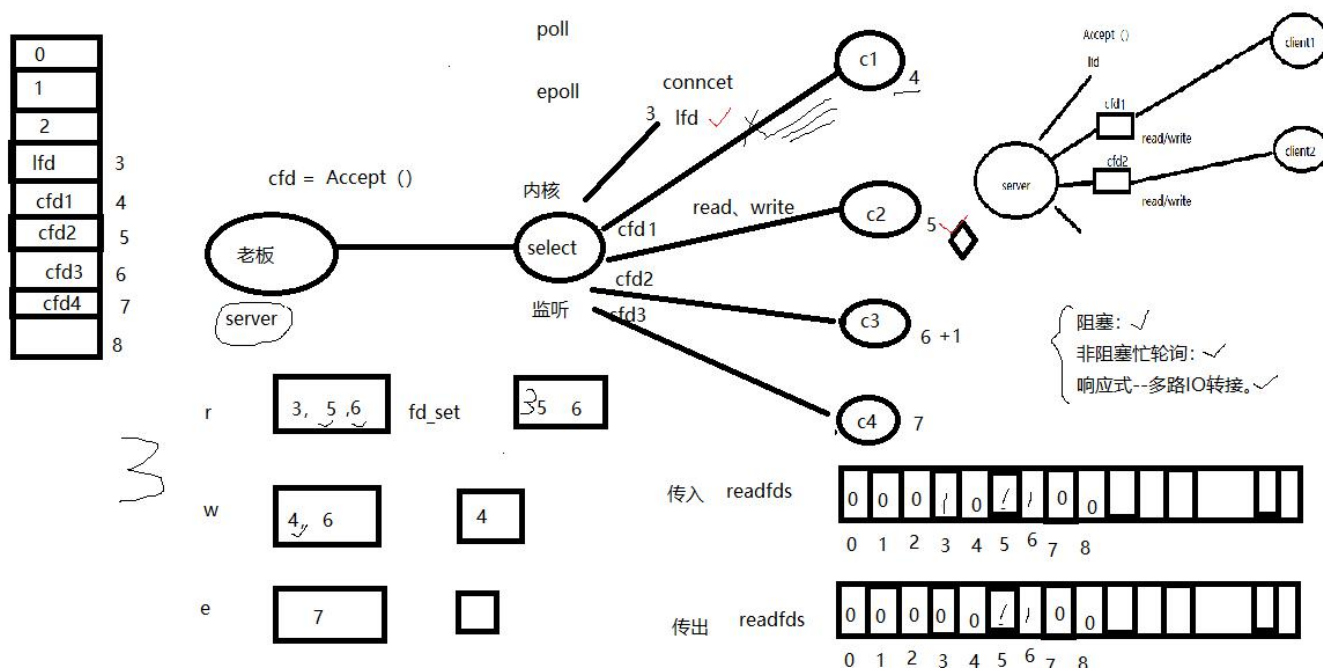 poll
epoll
0
1
2
lfd 3
cfd1 4
cfd2 5
cfd3 6
cfd4 7
8
cfd = Accept（）
老板
server
内核
select
监听
conncet
3 lfd
c1 4
cfd1
read、write
c2 5
cfd2
c3 6 +1
cfd3
c4 7
Accept（）
lfd
server
cfd1
read/write
client1
cfd2
read/write
client2
阻塞：
非阻塞忙轮询：
响应式--多路IO转接。
r 3， 5 ,6 fd_set 3 5 6
3
w 4,, 6 4
e 7
传入 readfds 0 0 0 1 0 1 1 0 0
0 1 2 3 4 5 6 7 8
传出 readfds 0 0 0 0 0 1 1 0 0
0 1 2 3 4 5 6 7 8